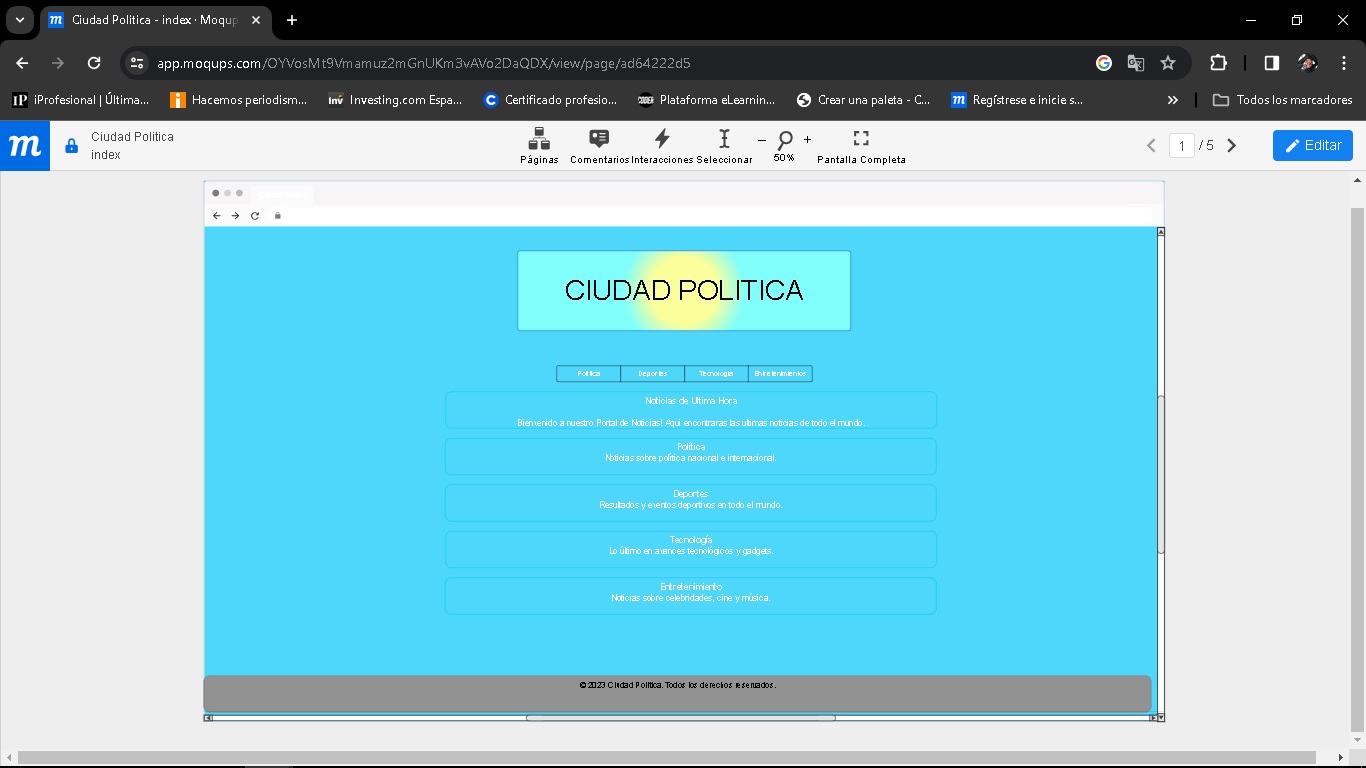 Ciudad Politica - index · Moqup
app.moqups.com/OYVosMt9Vmamuz2mGnUKm3vAVo2DaQDX/view/page/ad64222d5
iProfesional | Última...
Hacemos periodism...
Investing.com Espa...
Certificado profesio...
Plataforma eLearnin...
Crear una paleta - C...
Regístrese e inicie s...
Todos los marcadores
Ciudad Politica
index
Páginas
Comentarios
Interacciones
Seleccionar
50%
Pantalla Completa
1 / 5
Editar
CIUDAD POLITICA
Politica Deportes Tecnologia Entretenimientos
Noticias de Ultima Hora
Bienvenido a nuestro Portal de Noticias! Aqui encontraras las ultimas noticias de todo el mundo.
Política
Noticias sobre política nacional e internacional.
Deportes
Resultados y eventos deportivos en todo el mundo.
Tecnología
Lo último en avances tecnológicos y gadgets.
Entretenimiento
Noticias sobre celebridades, cine y música.
© 2023 Ciudad Politica. Todos los derechos reservados.